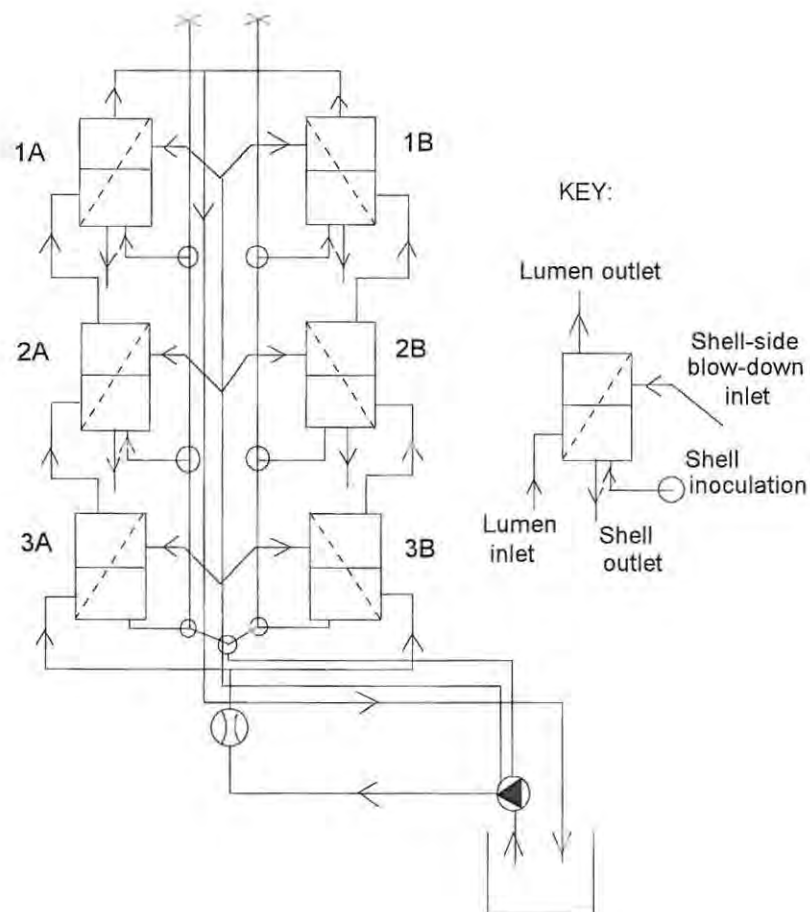 1A
1B
2A
2B
3A
3B
KEY:
Lumen outlet
Shell-side
blow-down
inlet
Shell
inoculation
Lumen
inlet
Shell
outlet